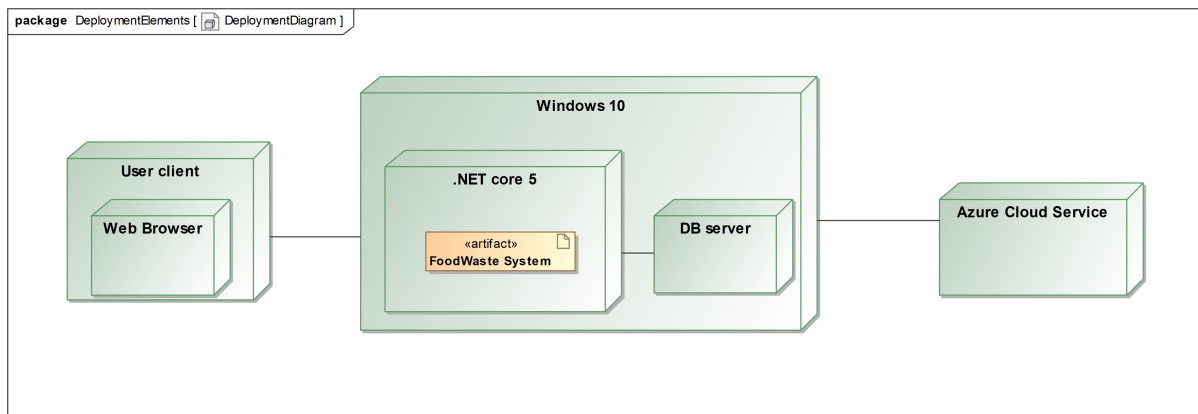 package DeploymentElements [ DeploymentDiagram ]
Windows 10
User client
.NET core 5
Web Browser
DB server
Azure Cloud Service
«artifact»
FoodWaste System